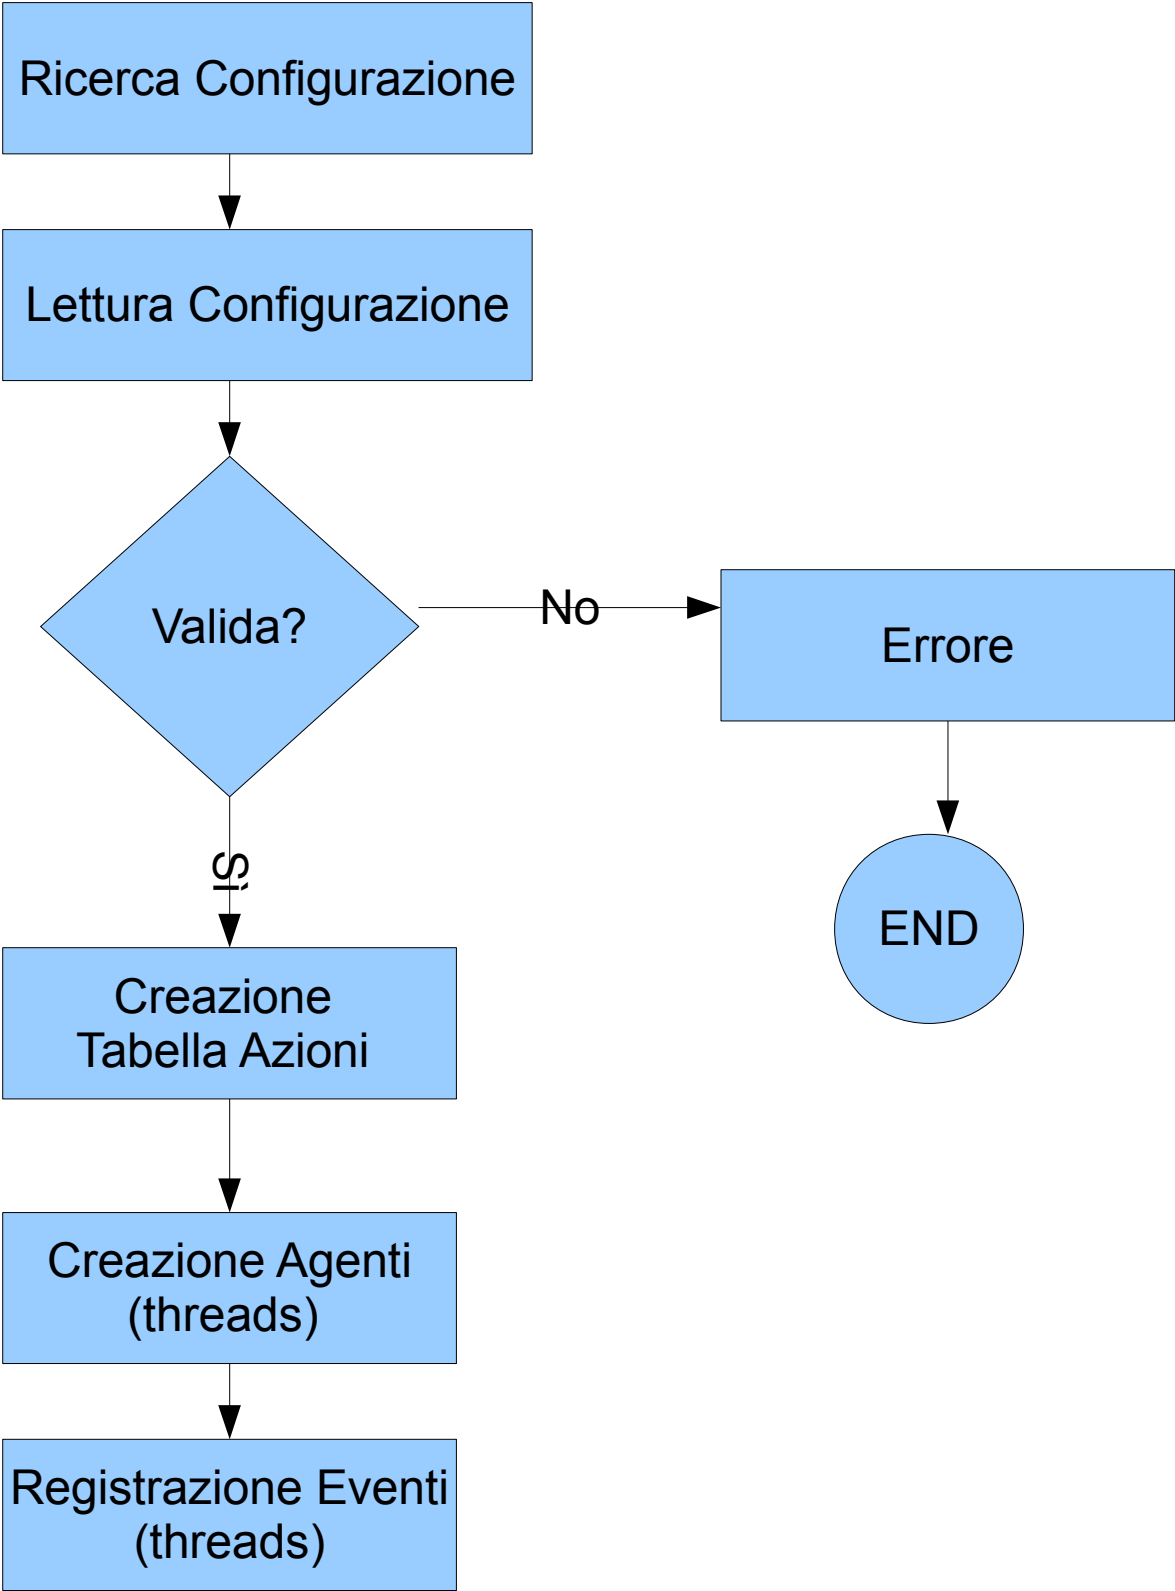 Ricerca Configurazione
Lettura Configurazione
Valida?
No
Errore
END
Sì
Creazione
Tabella Azioni
Creazione Agenti
(threads)
Registrazione Eventi
(threads)